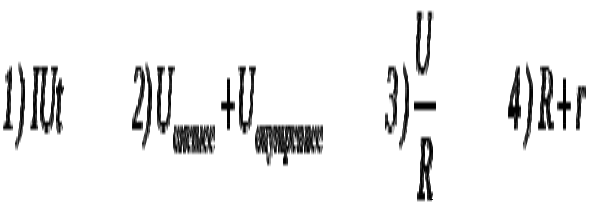 1) IUt 2) U + U 3) U/R 4) R+r